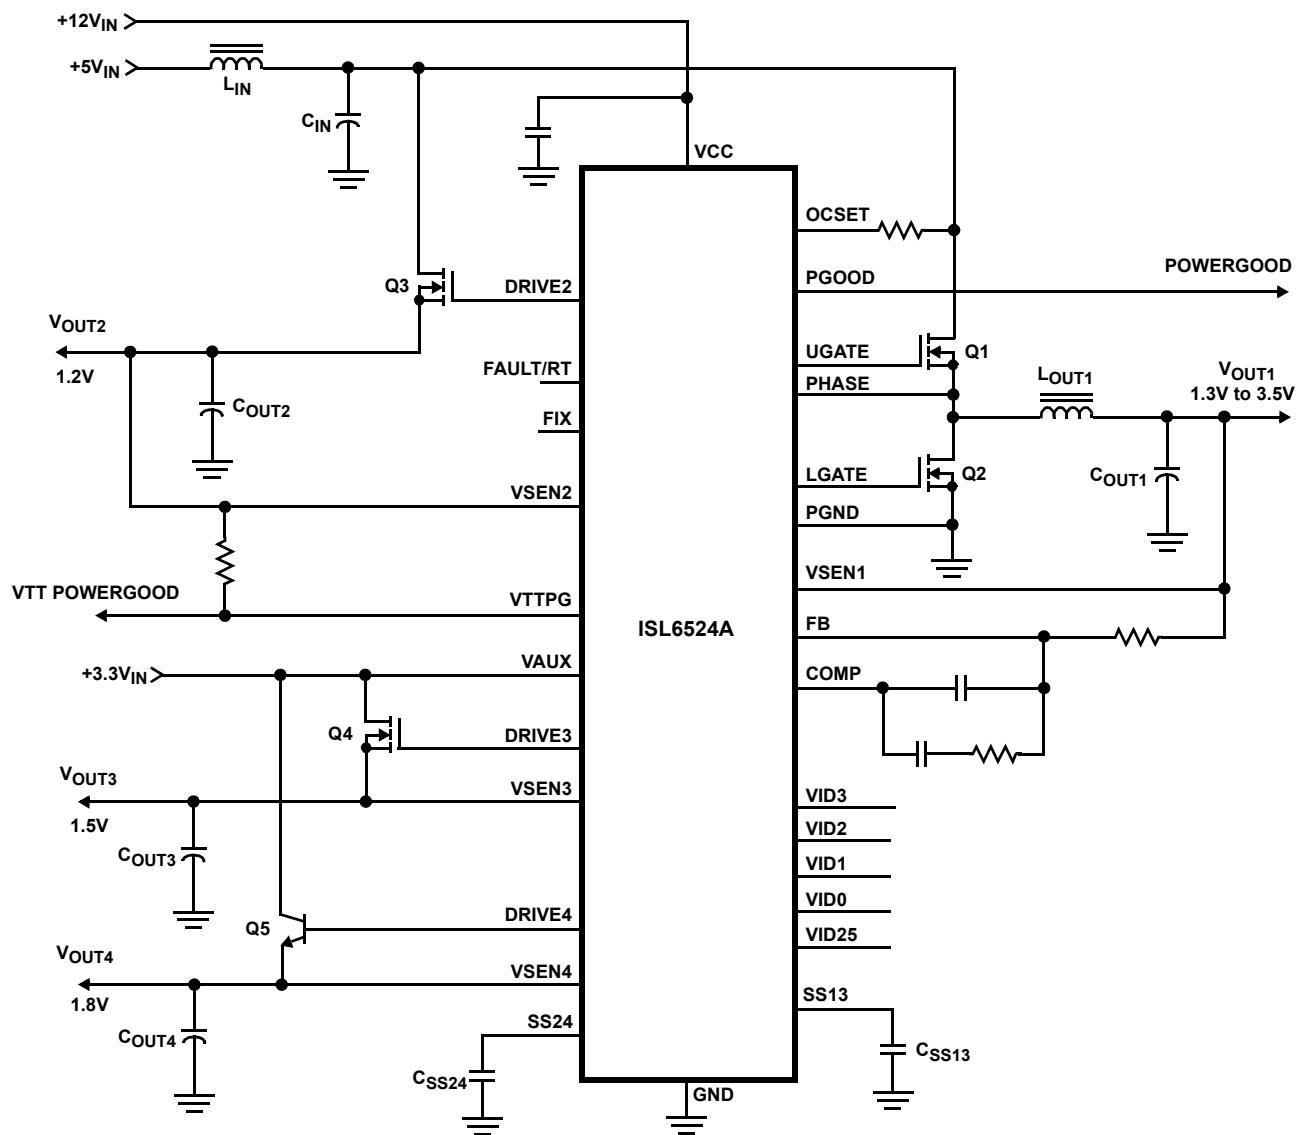 +12VIN
+5VIN
LIN
CIN
VCC
OCSET
PGOOD
POWERGOOD
Q3
DRIVE2
VOUT2
1.2V
UGATE
Q1
FAULT/RT
PHASE
LOUT1
VOUT1
1.3V to 3.5V
COUT2
FIX
LGATE
Q2
COUT1
VSEN2
PGND
VSEN1
VTT POWERGOOD
VTTPG
ISL6524A
FB
+3.3VIN
VAUX
COMP
Q4
DRIVE3
VOUT3
1.5V
VSEN3
VID3
VID2
COUT3
VID1
VID0
Q5
DRIVE4
VID25
VOUT4
1.8V
VSEN4
SS13
SS24
COUT4
CSS24
CSS13
GND